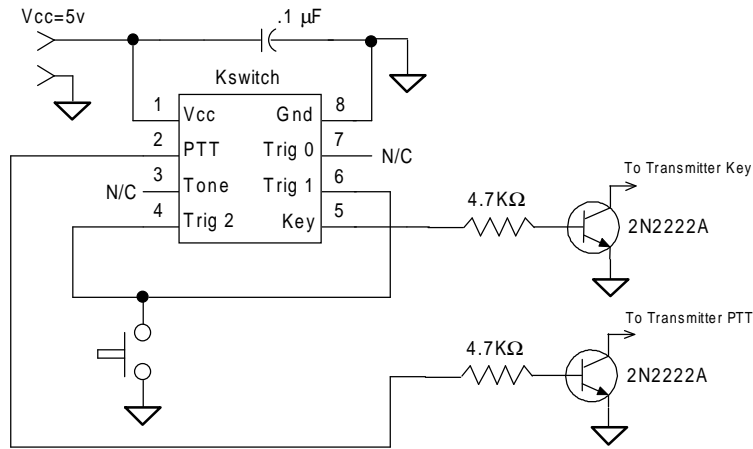 Vcc=5v
.1 µF
Kswitch
1 Vcc Gnd 8
2 PTT Trig 0 7
N/C
N/C 3 Tone Trig 1 6
4 Trig 2 Key 5
To Transmitter Key
4.7KΩ
2N2222A
To Transmitter PTT
4.7KΩ
2N2222A